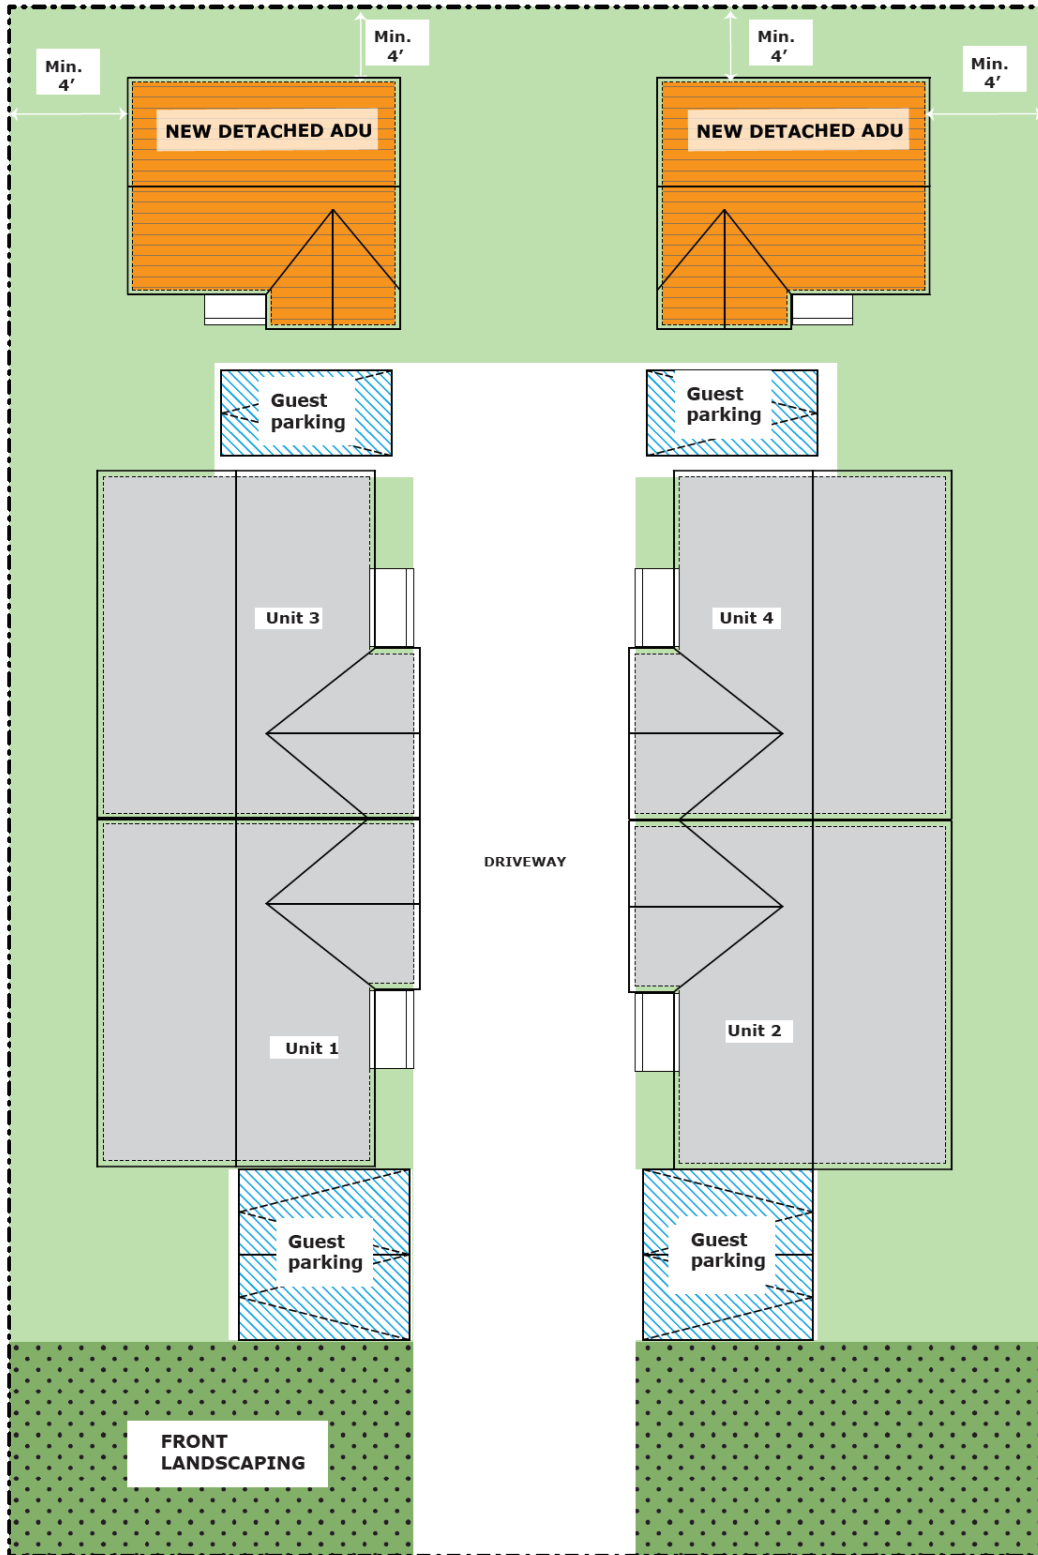 Min.
4’
Min.
4’
Min.
4’
Min.
4’
NEW DETACHED ADU
NEW DETACHED ADU
Guest
parking
Guest
parking
Unit 3
Unit 4
DRIVEWAY
Unit 1
Unit 2
Guest
parking
Guest
parking
FRONT
LANDSCAPING